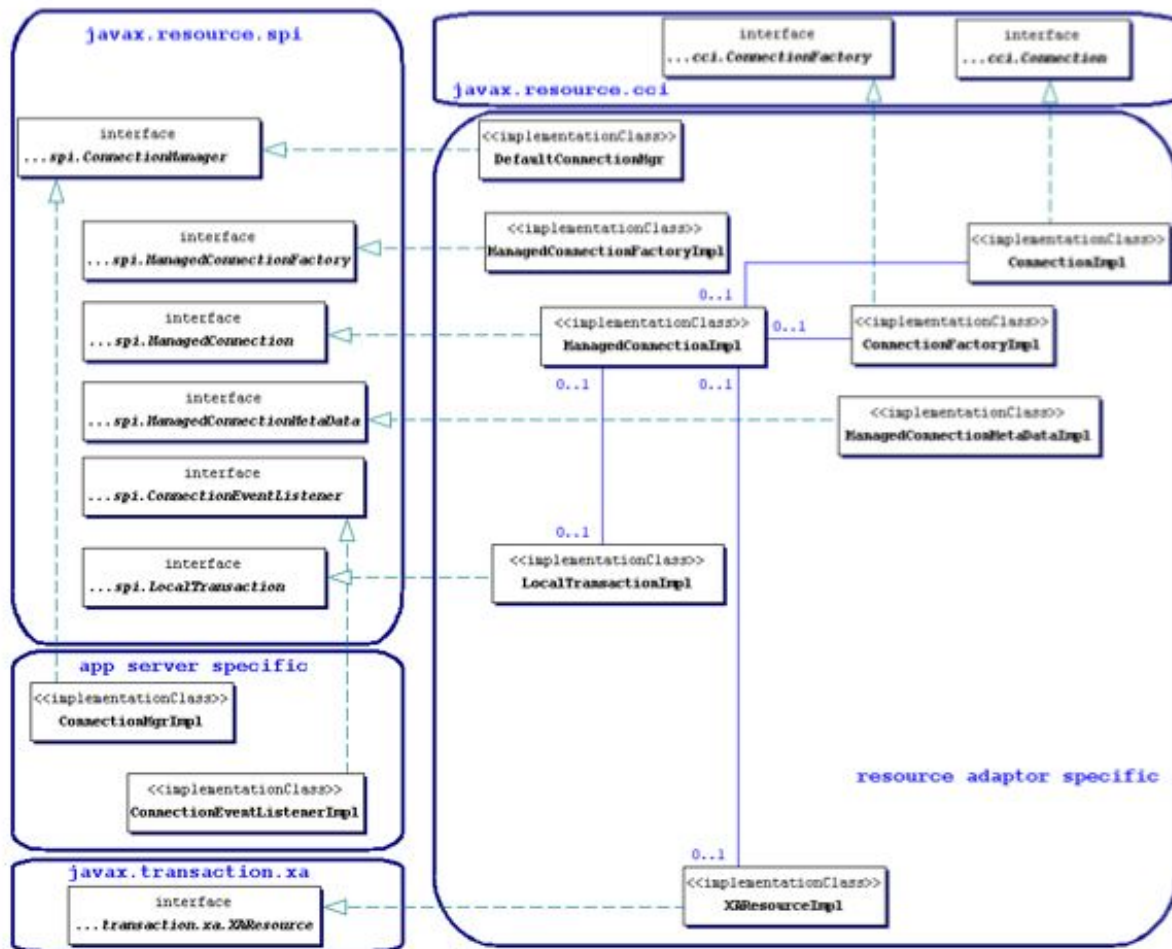 javax.resource.spi
interface
...cci.ConnectionFactory
interface
...cci.Connection
javax.resource.cci
interface
...spi.ConnectionManager
<<implementationClass>>
DefaultConnectionMgr
interface
...spi.ManagedConnectionFactory
<<implementationClass>>
ManagedConnectionFactoryImpl
<<implementationClass>>
ConnectionImpl
0..1
interface
...spi.ManagedConnection
<<implementationClass>>
ManagedConnectionImpl
0..1
<<implementationClass>>
ConnectionFactoryImpl
0..1
0..1
interface
...spi.ManagedConnectionMetaData
<<implementationClass>>
ManagedConnectionMetaDataImpl
interface
...spi.ConnectionEventListener
0..1
interface
...spi.LocalTransaction
<<implementationClass>>
LocalTransactionImpl
app server specific
<<implementationClass>>
ConnectionMgrImpl
<<implementationClass>>
ConnectionEventListenerImpl
resource adaptor specific
0..1
javax.transaction.xa
interface
...transaction.xa.XAResource
<<implementationClass>>
XAResourceImpl